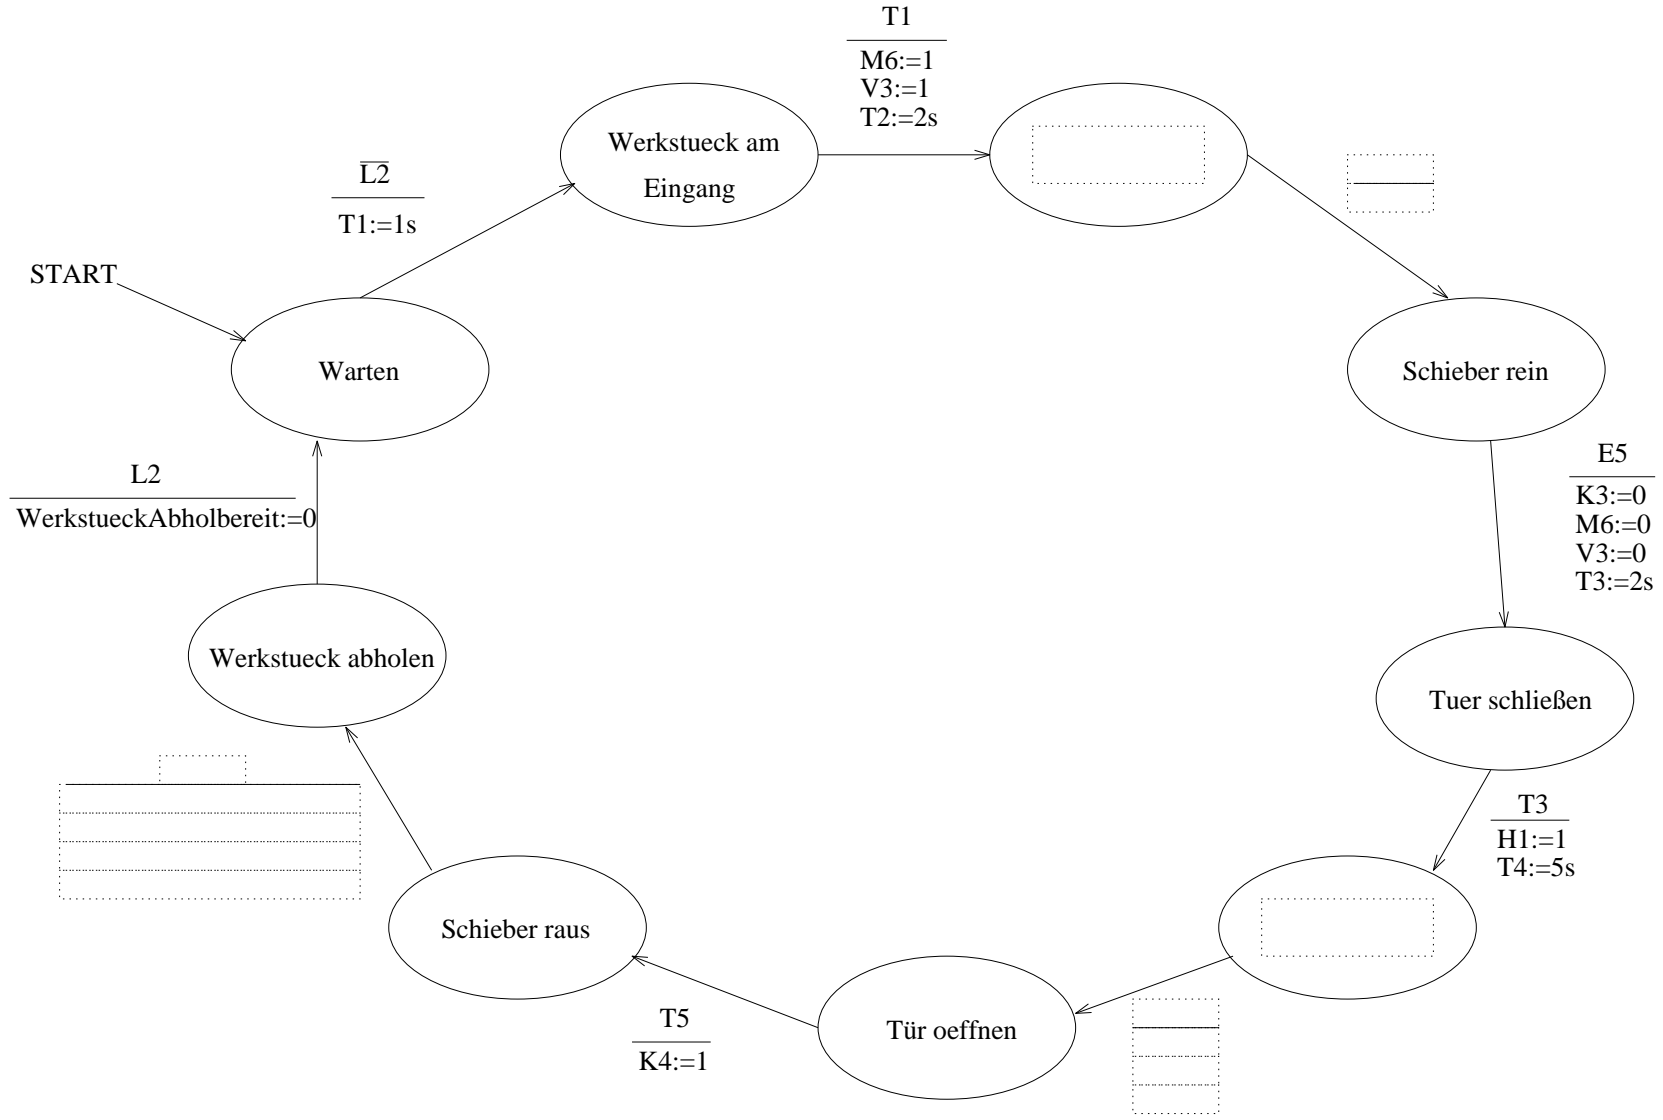 T1
M6:=1
V3:=1
T2:=2s
Werkstueck am
Eingang
L2
T1:=1s
START
Warten
Schieber rein
E5
K3:=0
M6:=0
V3:=0
T3:=2s
L2
WerkstueckAbholbereit:=0
Werkstueck abholen
Tuer schließen
T3
H1:=1
T4:=5s
Schieber raus
Tür oeffnen
T5
K4:=1